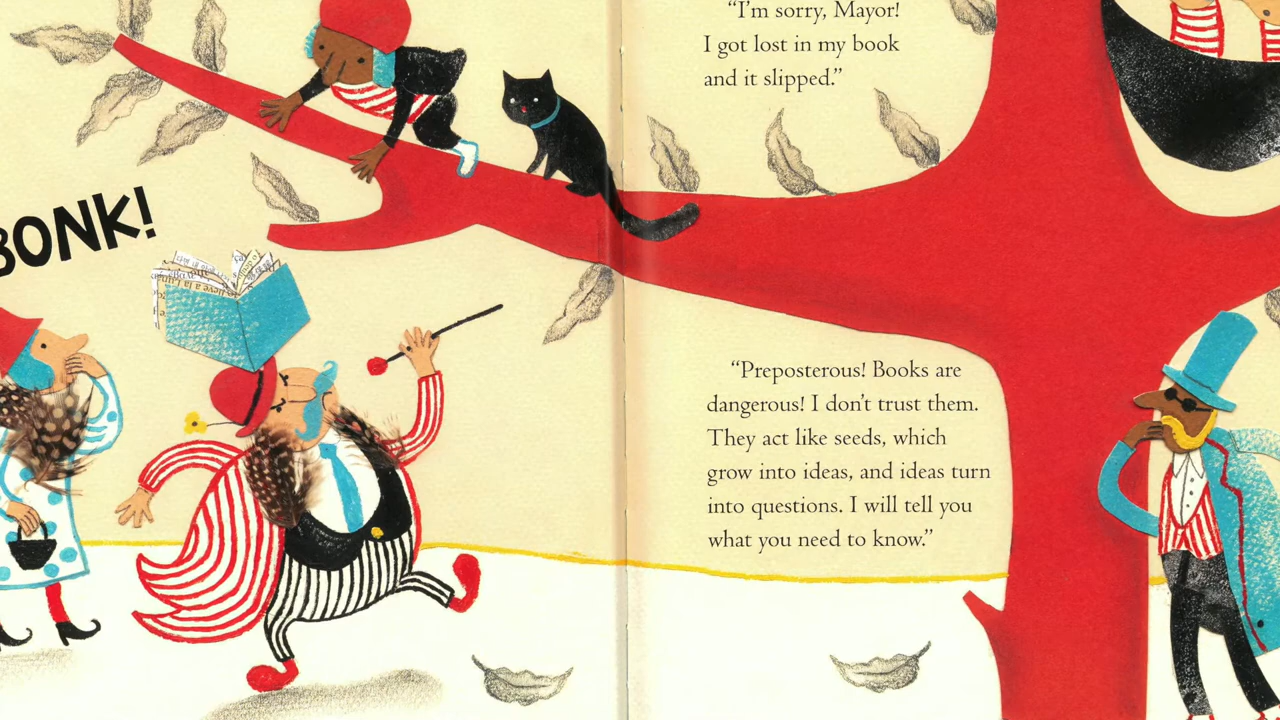 BONK!
“I’m sorry, Mayor!
I got lost in my book
and it slipped.”
“Preposterous! Books are
dangerous! I don’t trust them.
They act like seeds, which
grow into ideas, and ideas turn
into questions. I will tell you
what you need to know.”